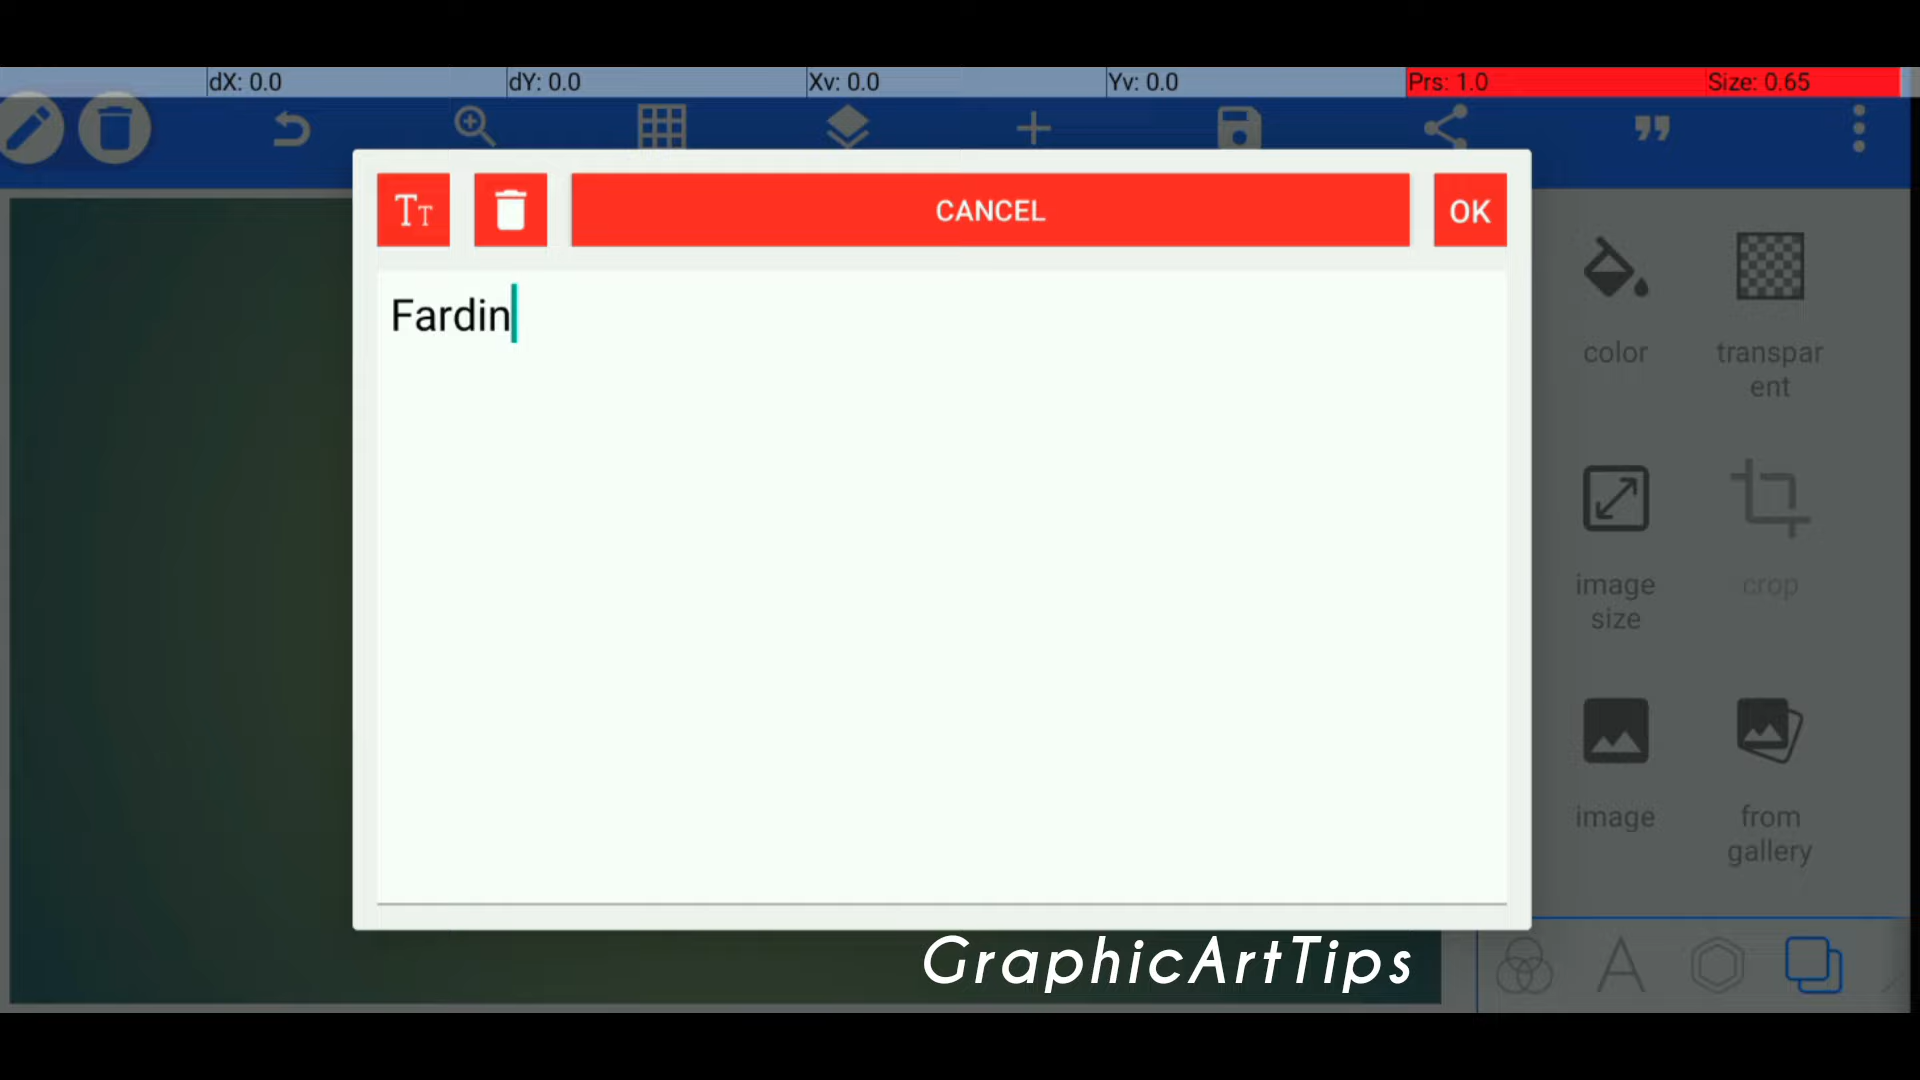 dX: 0.0
dY: 0.0
Xv: 0.0
Yv: 0.0
Prs: 1.0
Size: 0.65
TT
CANCEL
OK
Fardin
color
transpar
ent
image
size
crop
image
from
gallery
GraphicArtTips
A